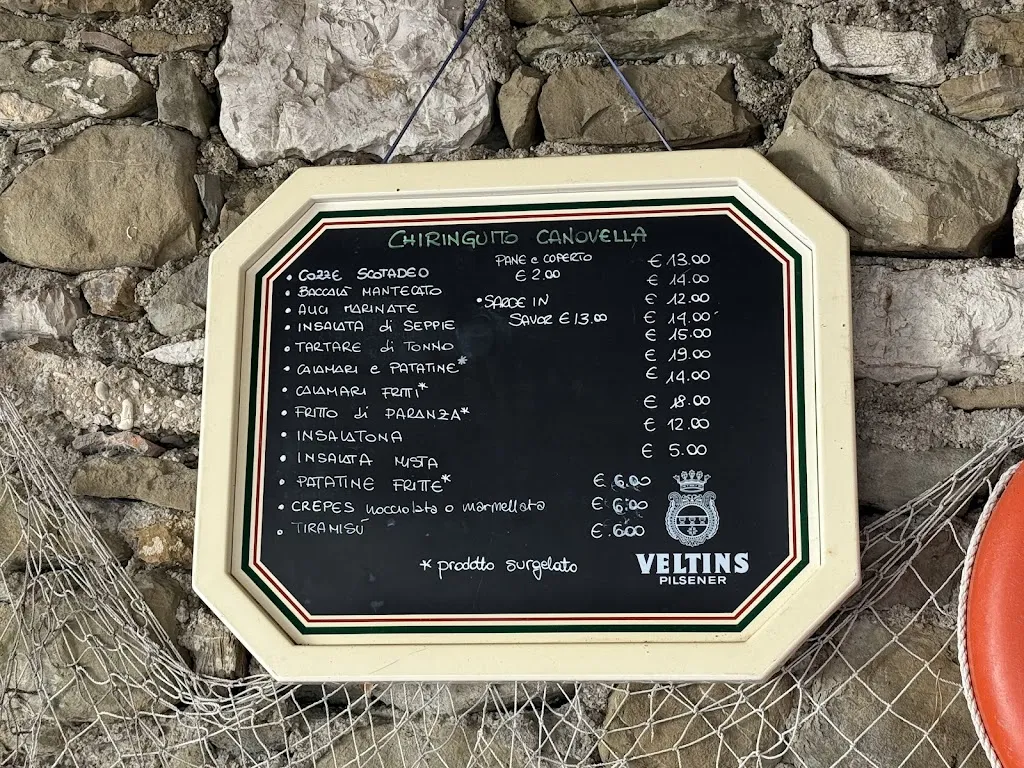 CHIRINGUITO CANOVELLA
PANE e COPERTO
€ 2.00
• SARDE IN
SAVOR € 13.00
• COZZE SCOTADEO € 13.00
• BACCALÀ MANTECATO € 14.00
• ALICI MARINATE € 12.00
• INSALATA di SEPPIE € 14.00
• TARTARE di TONNO € 15.00
• CALAMARI e PATATINE* € 19.00
• CALAMARI FRITTI* € 14.00
• FRITTO di PARANZA* € 18.00
• INSALATONA € 12.00
• INSALATA MISTA € 5.00
• PATATINE FRITTE* € 6.00
• CREPES nocciolata o marmellata € 6.00
• TIRAMISÚ € 6.00
* prodotto surgelato
VELTINS
PILSENER